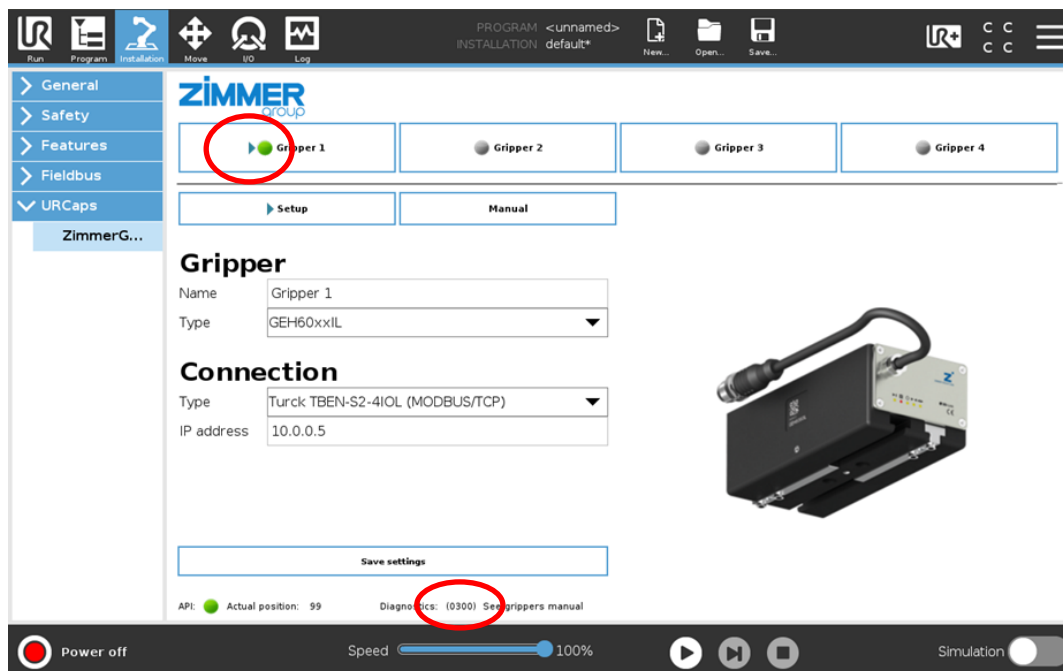 PROGRAM <unnamed>
INSTALLATION default*
Run Program Installation Move I/O Log New... Open... Save... UR+ C C
C C
General
Safety
Features
Fieldbus
URCaps
ZimmerG...
ZİMMER
group
Gripper 1 Gripper 2 Gripper 3 Gripper 4
Setup Manual
Gripper
Name Gripper 1
Type GEH60xxIL
Connection
Type Turck TBEN-S2-4IOL (MODBUS/TCP)
IP address 10.0.0.5
Save settings
API: Actual position: 99 Diagnostics: (0300) See grippers manual
Power off Speed 100% Simulation